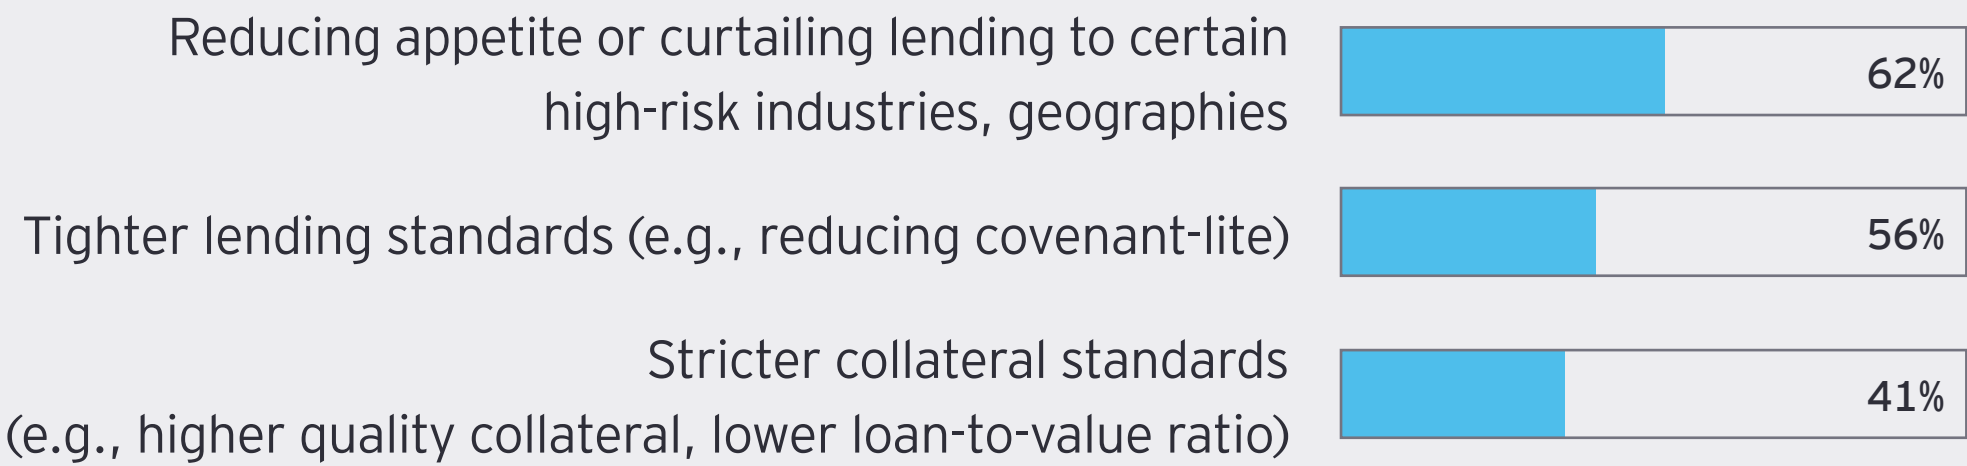 Reducing appetite or curtailing lending to certain
high-risk industries, geographies
62%
Tighter lending standards (e.g., reducing covenant-lite)
56%
Stricter collateral standards
(e.g., higher quality collateral, lower loan-to-value ratio)
41%